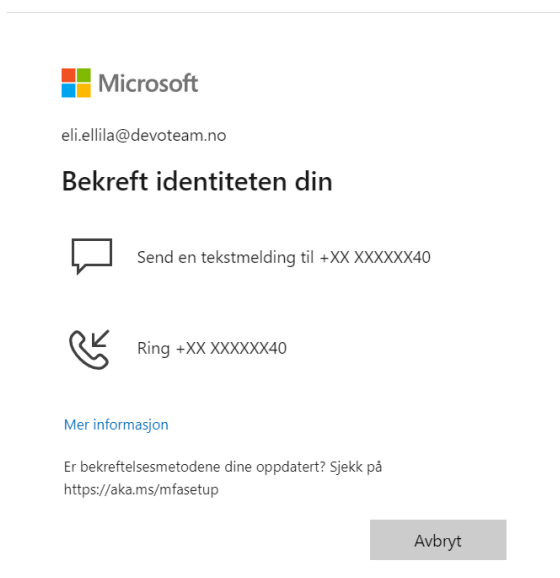 Microsoft
eli.ellila@devoteam.no
Bekreft identiteten din
Send en tekstmelding til +XX XXXXXX40
Ring +XX XXXXXX40
Mer informasjon
Er bekreftelsesmetodene dine oppdatert? Sjekk på
https://aka.ms/mfasetup
Avbryt